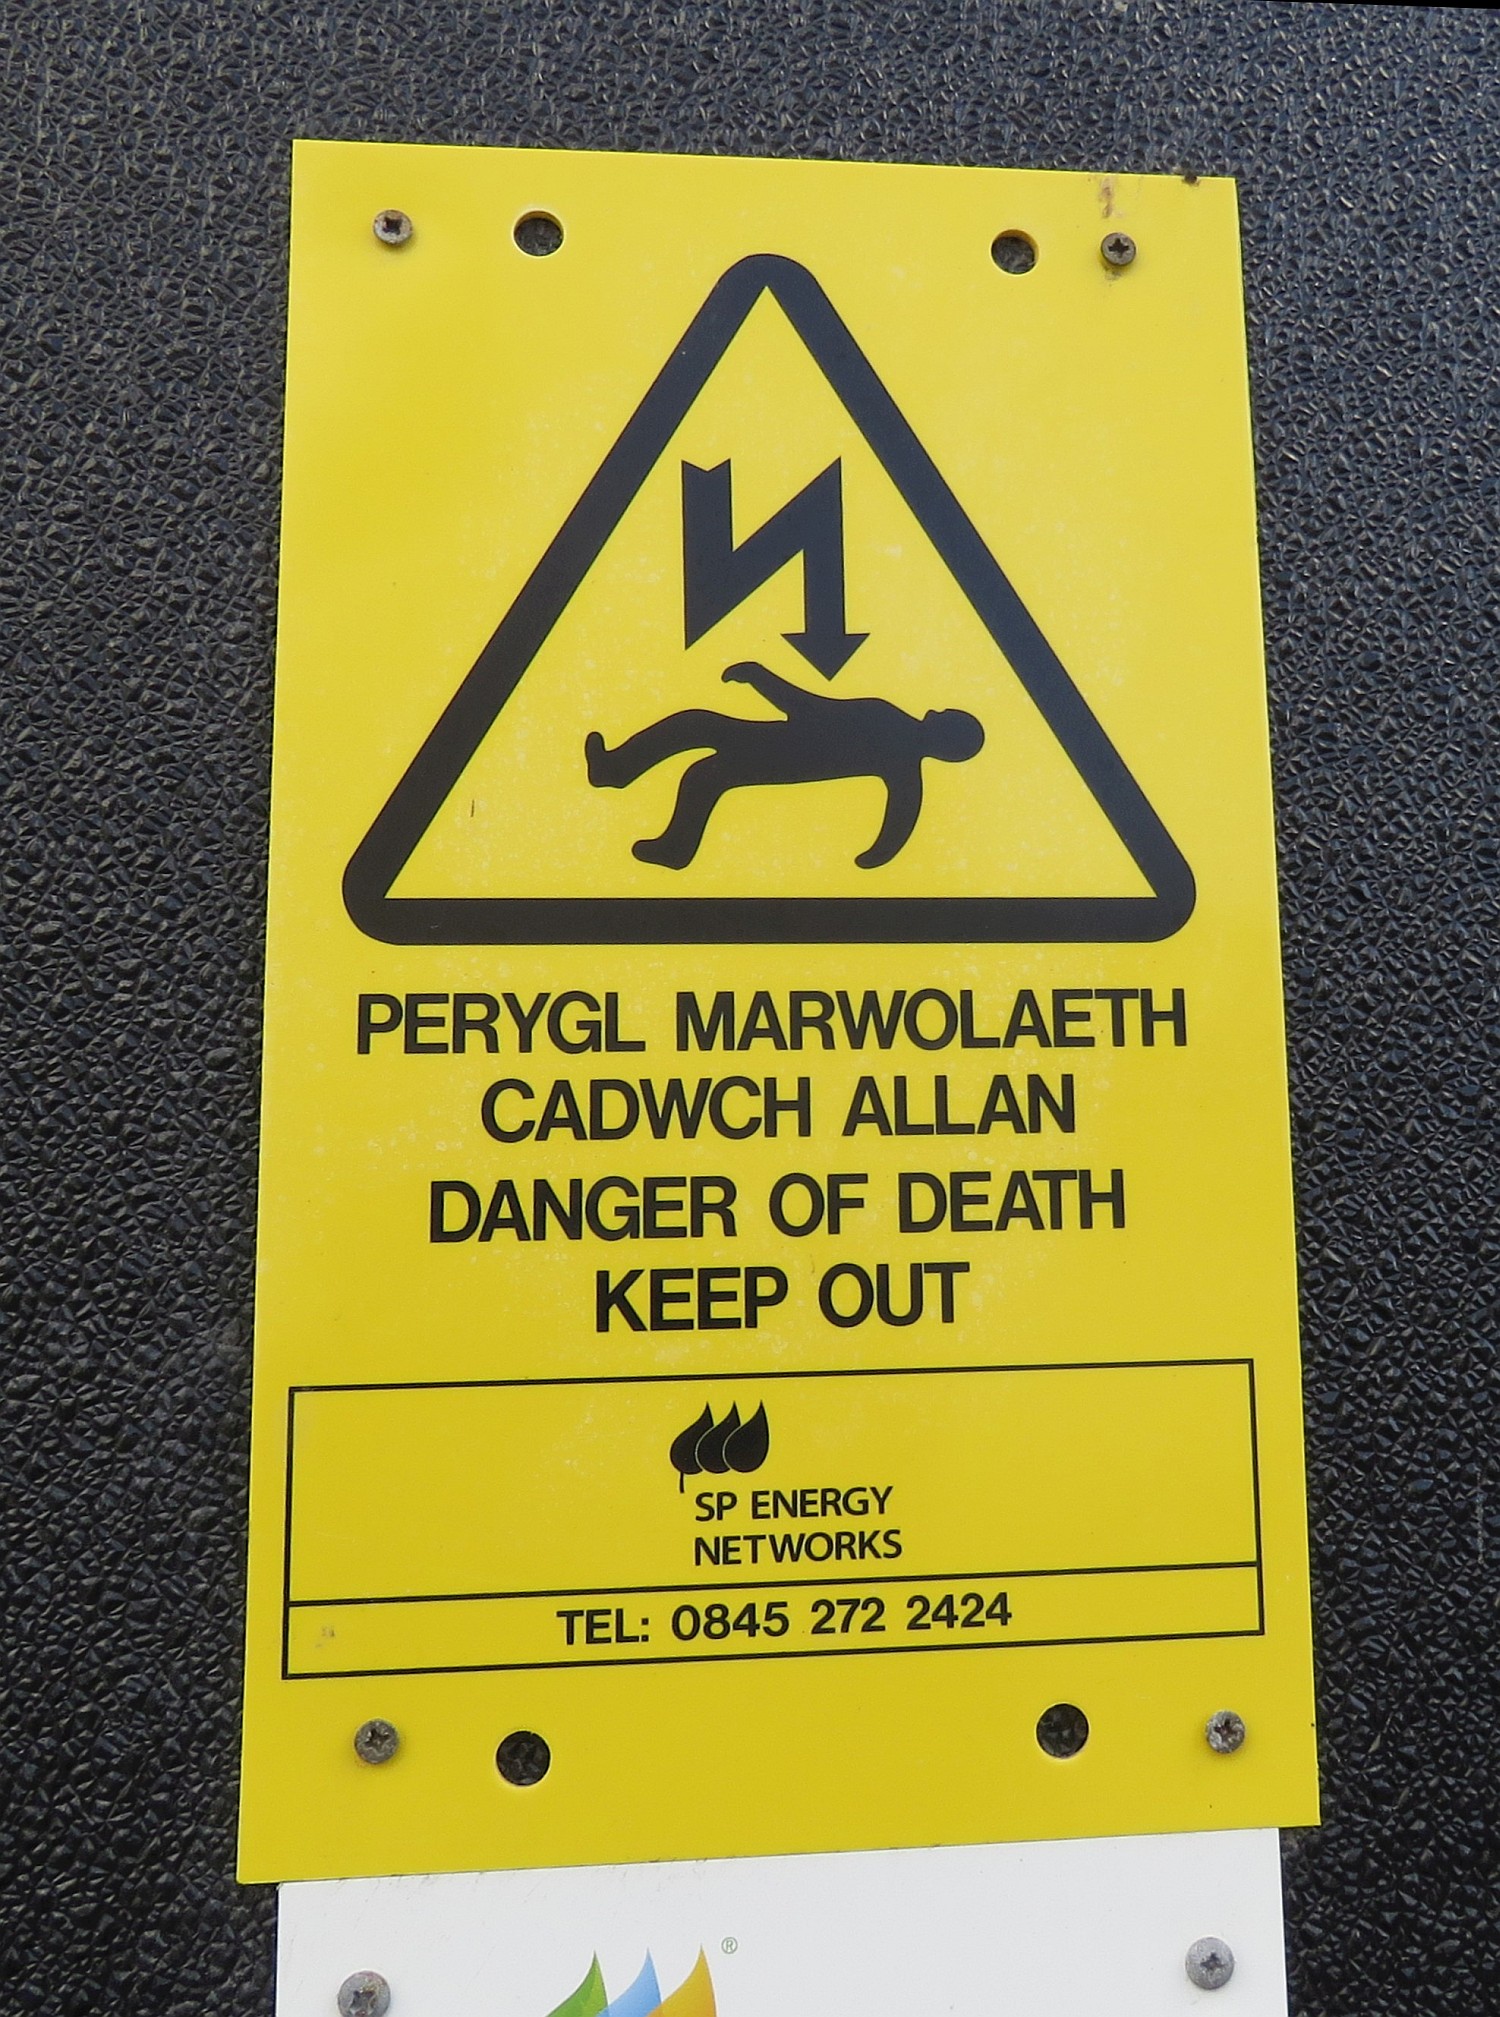 PERYGL MARWOLAETH
CADWCH ALLAN
DANGER OF DEATH
KEEP OUT
SP ENERGY
NETWORKS
TEL: 0845 272 2424
®